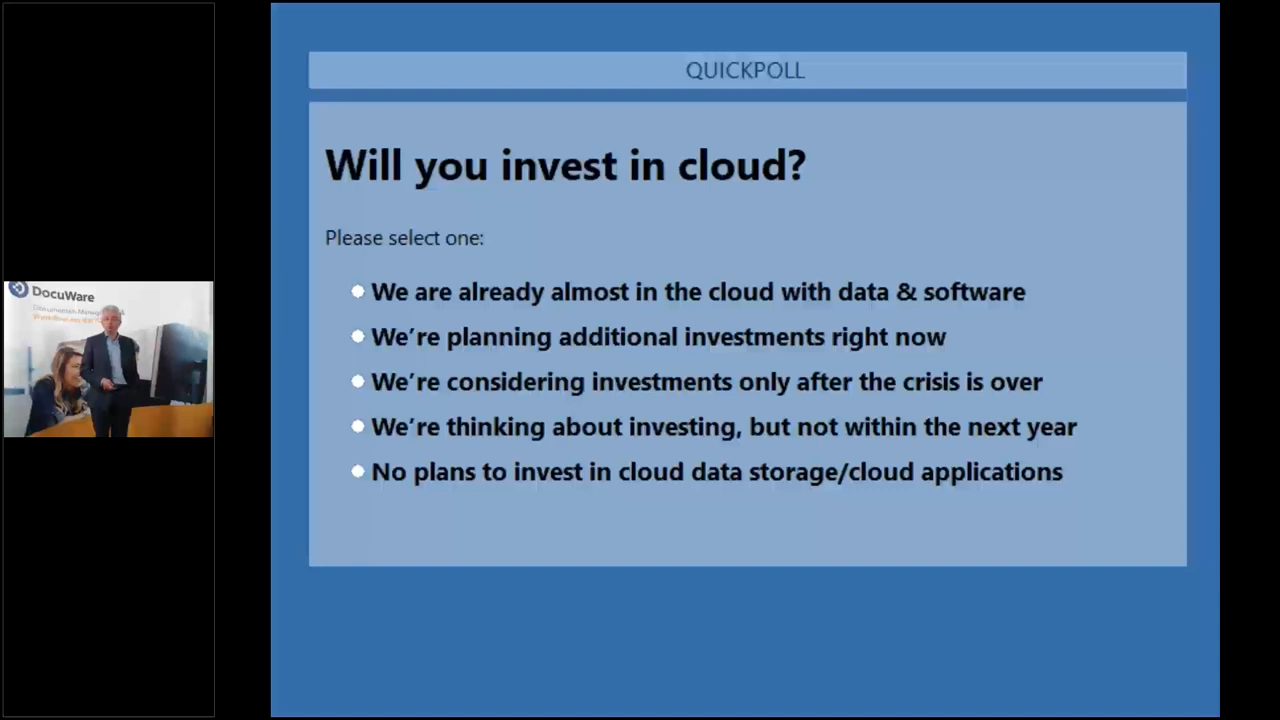 DocuWare
QUICKPOLL
Will you invest in cloud?
Please select one:
We are already almost in the cloud with data & software
We’re planning additional investments right now
We’re considering investments only after the crisis is over
We’re thinking about investing, but not within the next year
No plans to invest in cloud data storage/cloud applications